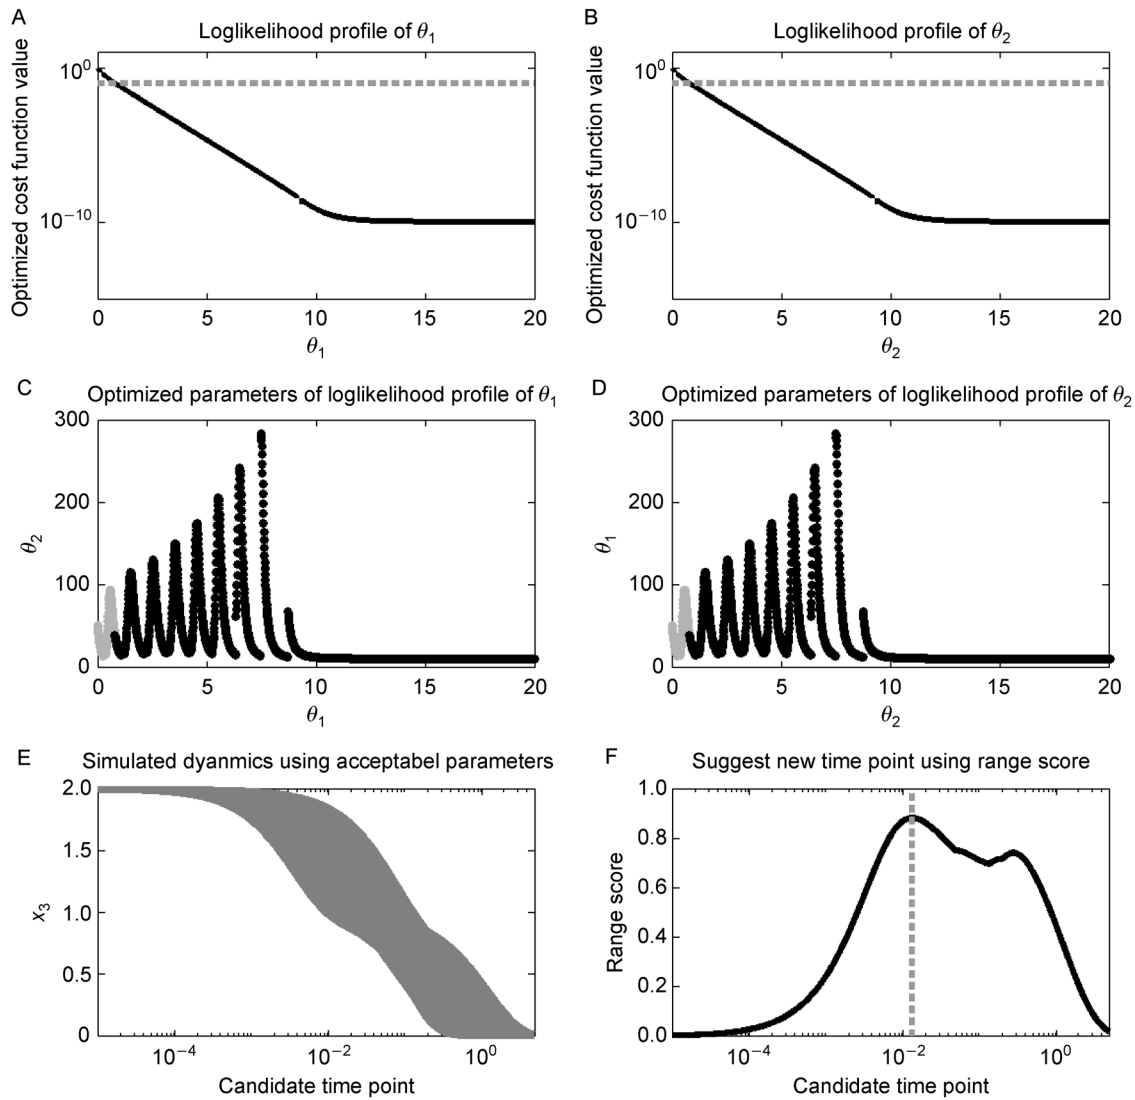 A
Loglikelihood profile of θ1
Optimized cost function value
10^0
10^−10
0 5 10 15 20
θ1
B
Loglikelihood profile of θ2
Optimized cost function value
10^0
10^−10
0 5 10 15 20
θ2
C
Optimized parameters of loglikelihood profile of θ1
θ2
300
200
100
0
0 5 10 15 20
θ1
D
Optimized parameters of loglikelihood profile of θ2
θ1
300
200
100
0
0 5 10 15 20
θ2
E
Simulated dyanmics using acceptabel parameters
x3
2.0
1.5
1.0
0.5
0
10^−4 10^−2 10^0
Candidate time point
F
Suggest new time point using range score
Range score
1.0
0.8
0.6
0.4
0.2
0.0
10^−4 10^−2 10^0
Candidate time point